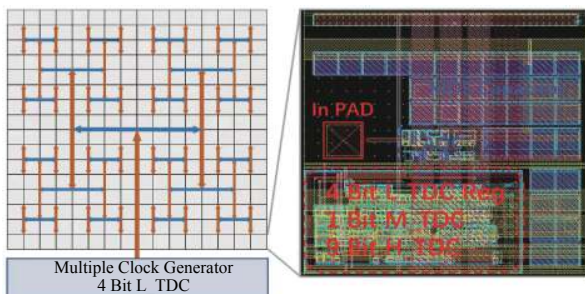 In PAD
4 Bit L TDC Reg
1 Bit M TDC
9 Bit H TDC
Multiple Clock Generator
4 Bit L TDC